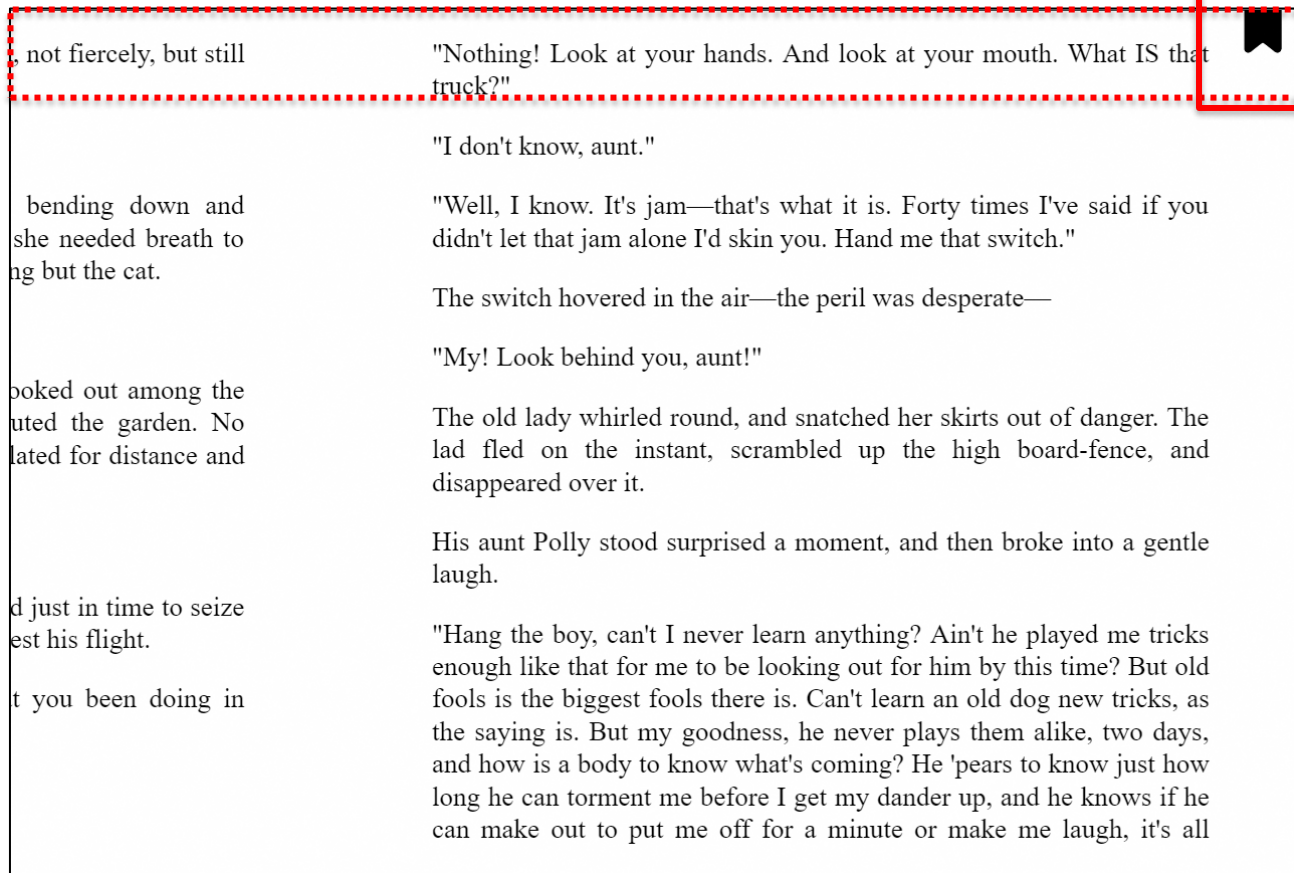 , not fiercely, but still
bending down and
she needed breath to
but the cat.
out among the
the garden. No
for distance and
just in time to seize
his flight.
you been doing in
"Nothing! Look at your hands. And look at your mouth. What IS that
truck?"
"I don't know, aunt."
"Well, I know. It's jam—that's what it is. Forty times I've said if you
didn't let that jam alone I'd skin you. Hand me that switch."
The switch hovered in the air—the peril was desperate—
"My! Look behind you, aunt!"
The old lady whirled round, and snatched her skirts out of danger. The
lad fled on the instant, scrambled up the high board-fence, and
disappeared over it.
His aunt Polly stood surprised a moment, and then broke into a gentle
laugh.
"Hang the boy, can't I never learn anything? Ain't he played me tricks
enough like that for me to be looking out for him by this time? But old
fools is the biggest fools there is. Can't learn an old dog new tricks, as
the saying is. But my goodness, he never plays them alike, two days,
and how is a body to know what's coming? He 'pears to know just how
long he can torment me before I get my dander up, and he knows if he
can make out to put me off for a minute or make me laugh, it's all